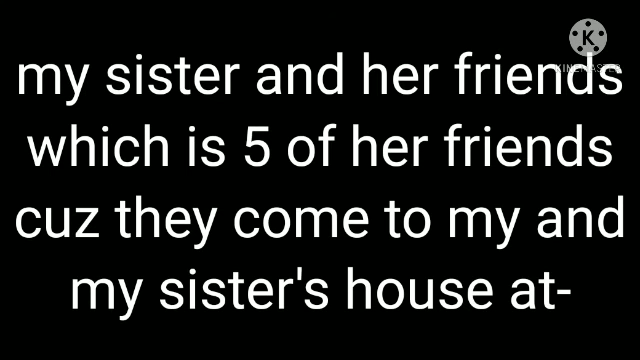 K
KINEMASTER
my sister and her friends
which is 5 of her friends
cuz they come to my and
my sister's house at-